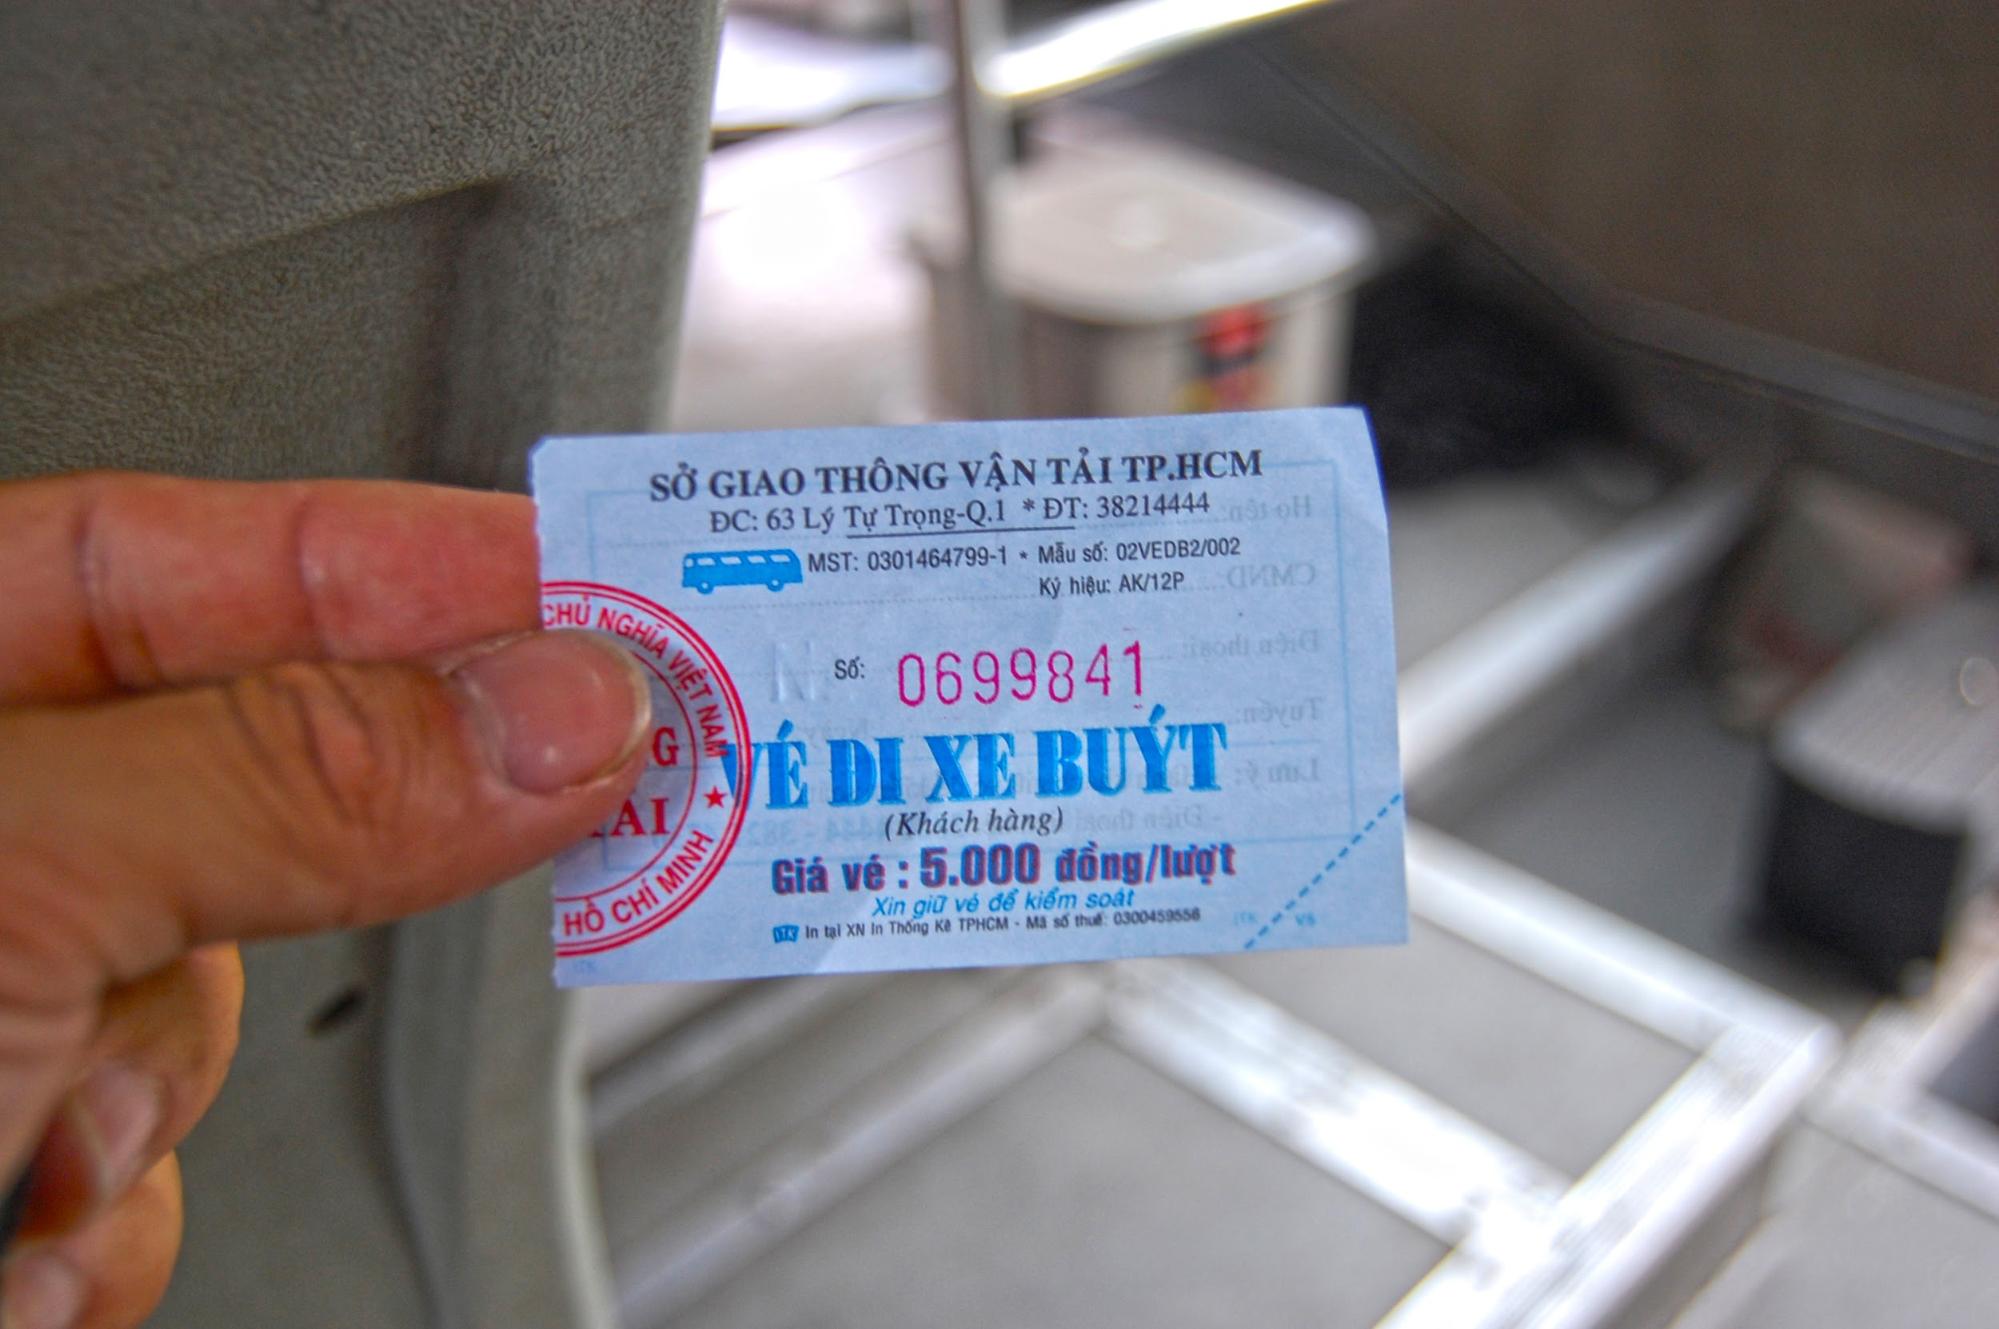 SỞ GIAO THÔNG VẬN TẢI TP.HCM
ĐC: 63 Lý Tự Trọng-Q.1 * ĐT: 38214444
MST: 0301464799-1 * Mẫu số: 02VEDB2/002
Ký hiệu: AK/12P
Số: 0699841
VÉ ĐI XE BUÝT
(Khách hàng)
Giá vé : 5.000 đồng/lượt
Xin giữ vé để kiểm soát
In tại XN In Thống Kê TPHCM - Mã số thuế: 0300459556
CHỦ NGHĨA VIỆT NAM
HỒ CHÍ MINH